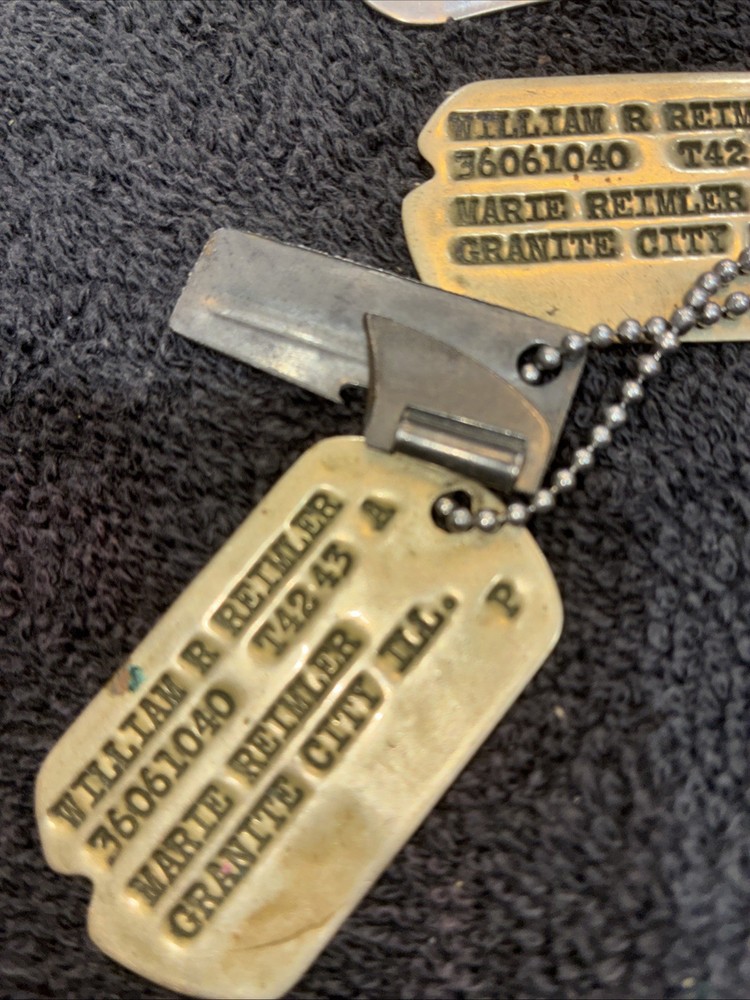 WILLIAM R REIM
36061040 T42
MARIE REIMLER
GRANITE CITY
WILLIAM R REIMLER
36061040 T4243 A
MARIE REIMLER
GRANITE CITY ILL. P